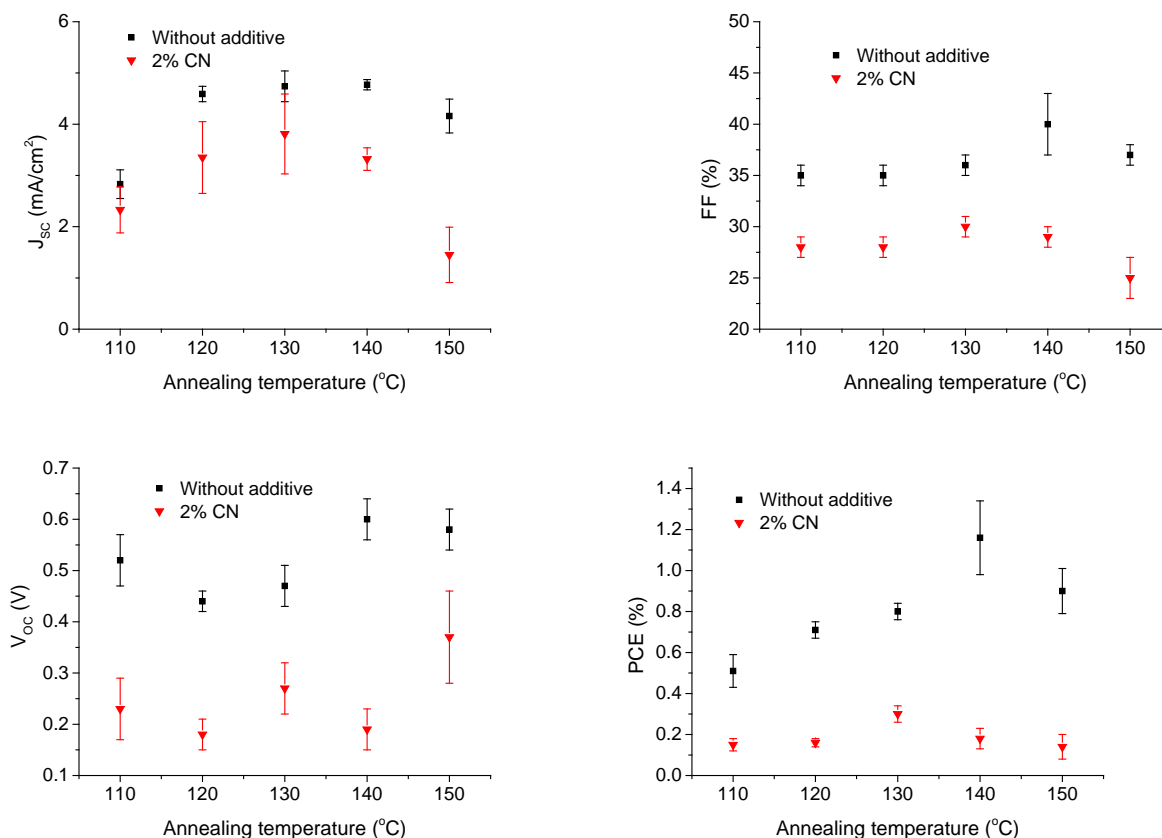 6
4
2
0
J_SC (mA/cm²)
Without additive
2% CN
110 120 130 140 150
Annealing temperature (°C)
50
45
40
35
30
25
20
FF (%)
Without additive
2% CN
110 120 130 140 150
Annealing temperature (°C)
0.7
0.6
0.5
0.4
0.3
0.2
0.1
V_OC (V)
Without additive
2% CN
110 120 130 140 150
Annealing temperature (°C)
1.4
1.2
1.0
0.8
0.6
0.4
0.2
0.0
PCE (%)
Without additive
2% CN
110 120 130 140 150
Annealing temperature (°C)